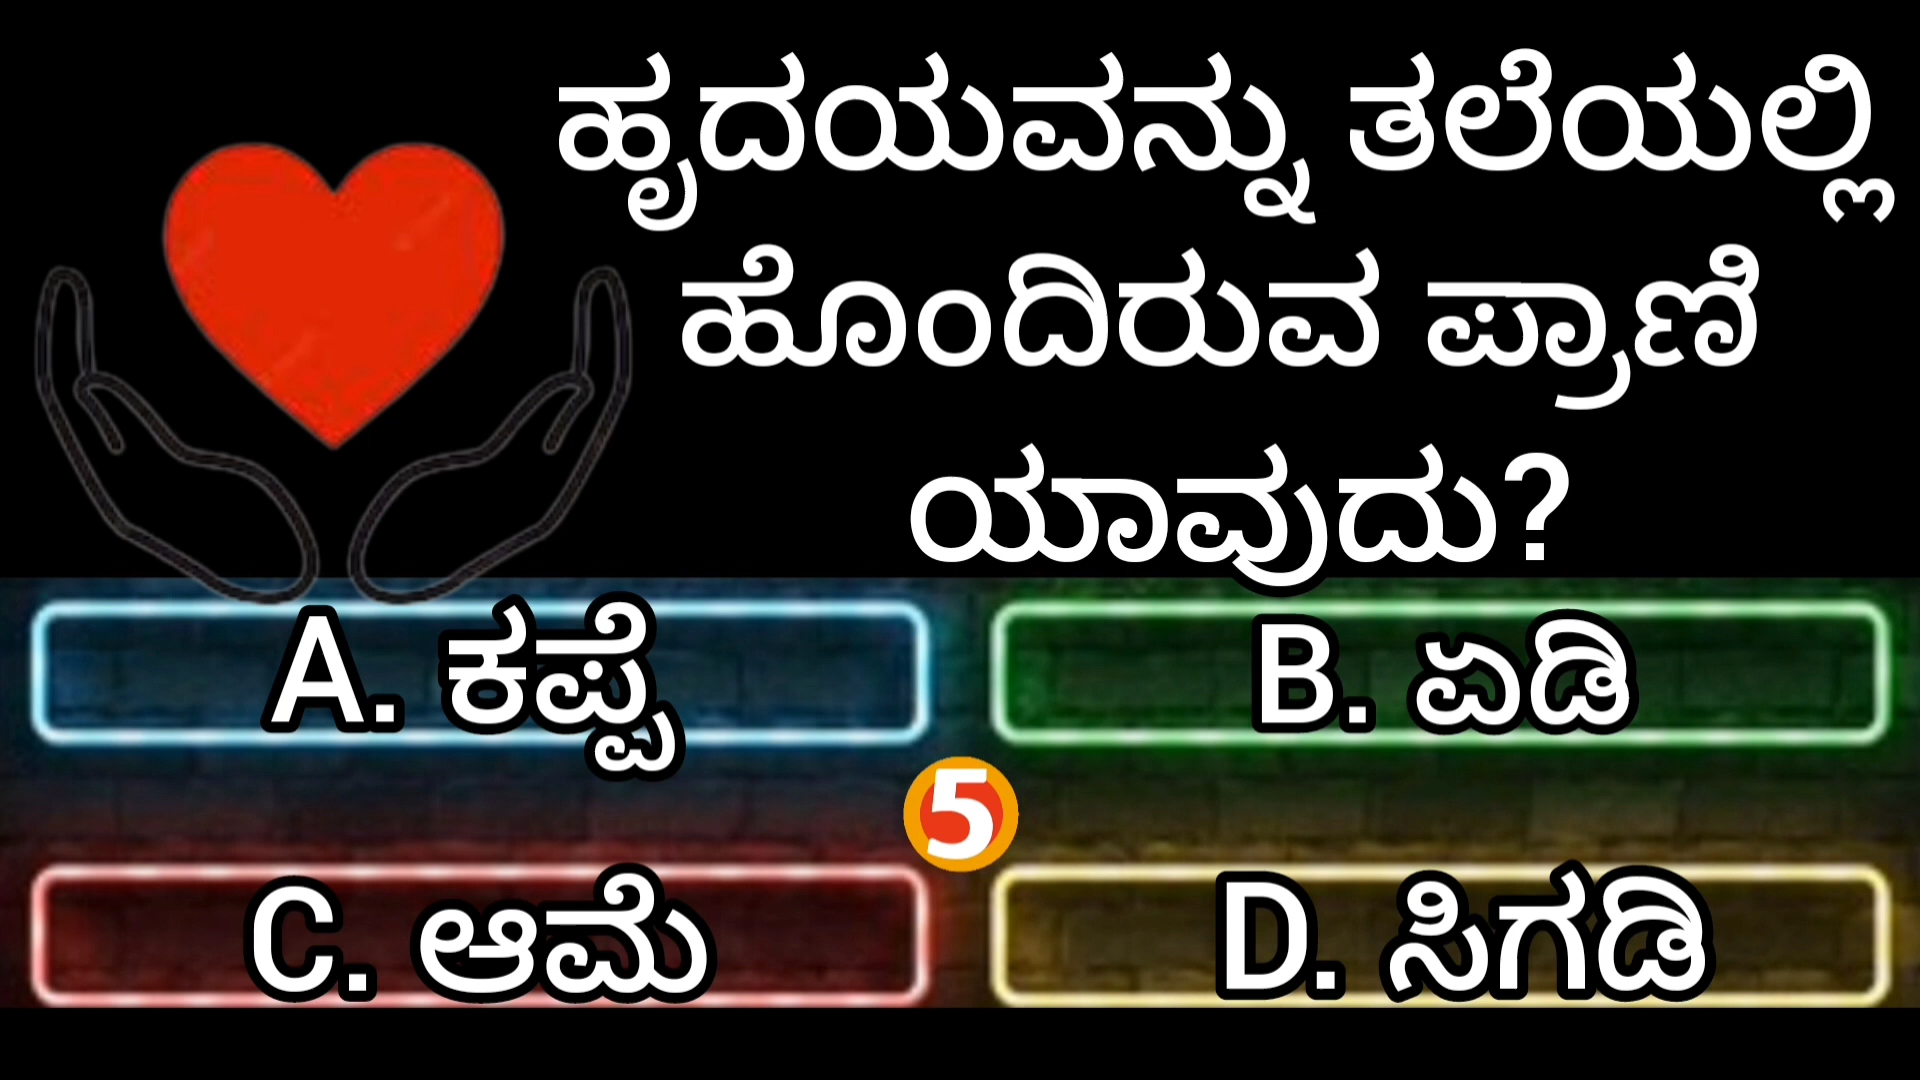 ಹೃದಯವನ್ನು ತಲೆಯಲ್ಲಿ
ಹೊಂದಿರುವ ಪ್ರಾಣಿ
ಯಾವುದು?
A. ಕಪ್ಪೆ
B. ಏಡಿ
5
C. ಆಮೆ
D. ಸಿಗಡಿ